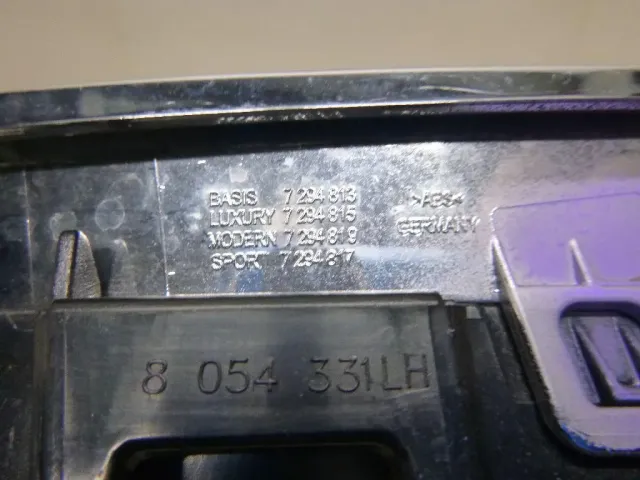 BASIS 7 294 813
LUXURY 7 294 815
MODERN 7 294 819
SPORT 7 294 817
>ABS<
GERMANY
8 054 331LH